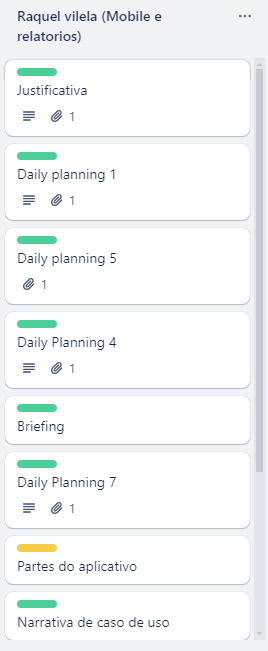 Raquel vilela (Mobile e
relatorios)
Justificativa
1
Daily planning 1
1
Daily planning 5
1
Daily Planning 4
1
Briefing
Daily Planning 7
1
Partes do aplicativo
Narrativa de caso de uso